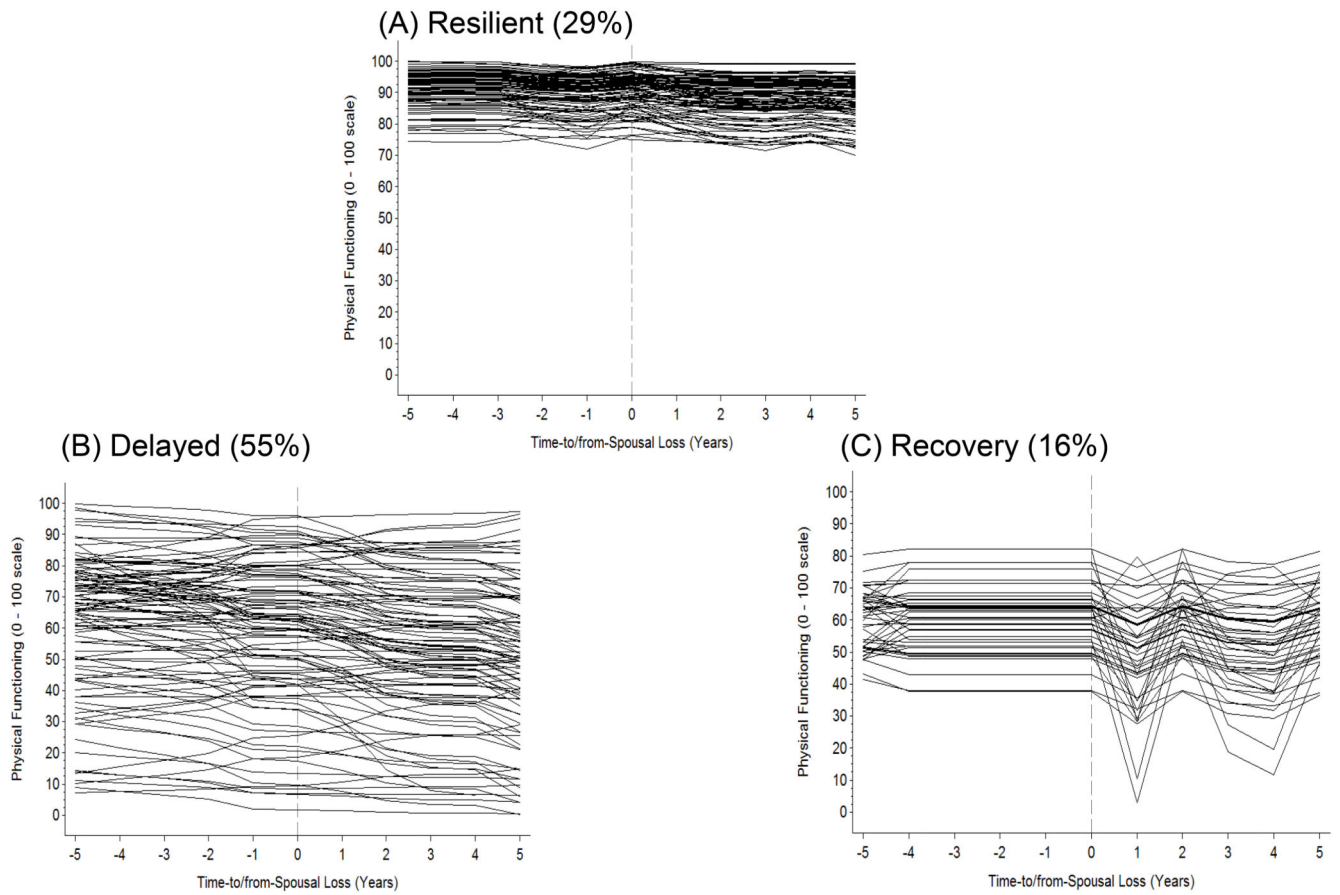 (A) Resilient (29%)
Physical Functioning (0 - 100 scale)
100
90
80
70
60
50
40
30
20
10
0
-5 -4 -3 -2 -1 0 1 2 3 4 5
Time-to/from-Spousal Loss (Years)
(B) Delayed (55%)
Physical Functioning (0 - 100 scale)
100
90
80
70
60
50
40
30
20
10
0
-5 -4 -3 -2 -1 0 1 2 3 4 5
Time-to/from-Spousal Loss (Years)
(C) Recovery (16%)
Physical Functioning (0 - 100 scale)
100
90
80
70
60
50
40
30
20
10
0
-5 -4 -3 -2 -1 0 1 2 3 4 5
Time-to/from-Spousal Loss (Years)